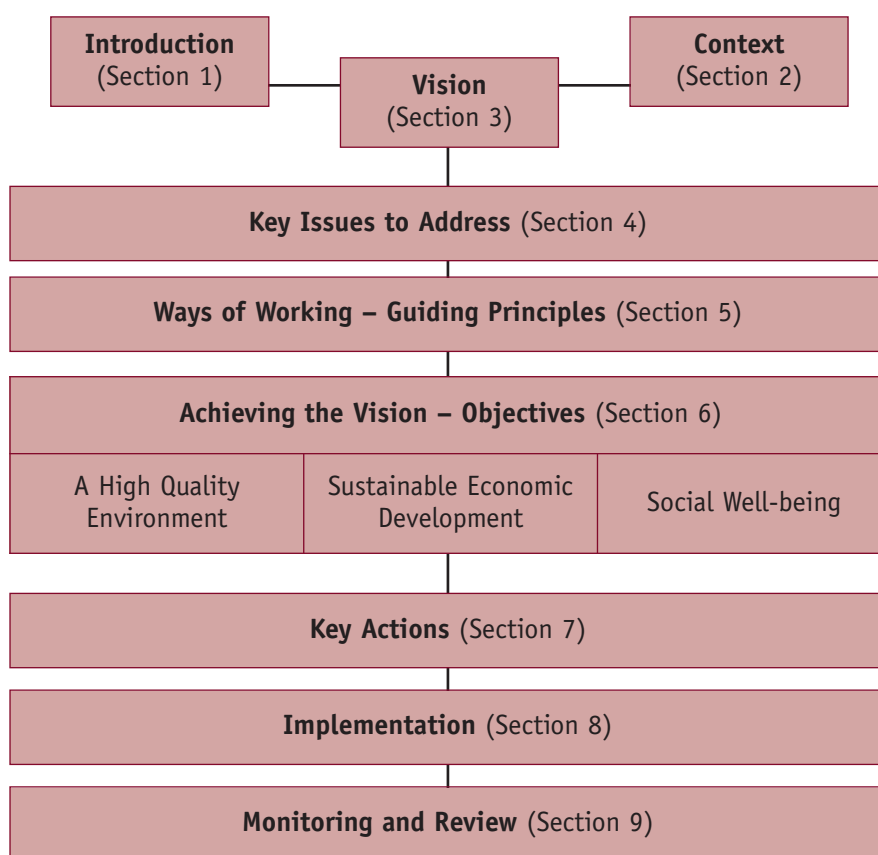 Introduction
(Section 1)
Context
(Section 2)
Vision
(Section 3)
Key Issues to Address (Section 4)
Ways of Working – Guiding Principles (Section 5)
Achieving the Vision – Objectives (Section 6)
A High Quality
Environment
Sustainable Economic
Development
Social Well-being
Key Actions (Section 7)
Implementation (Section 8)
Monitoring and Review (Section 9)